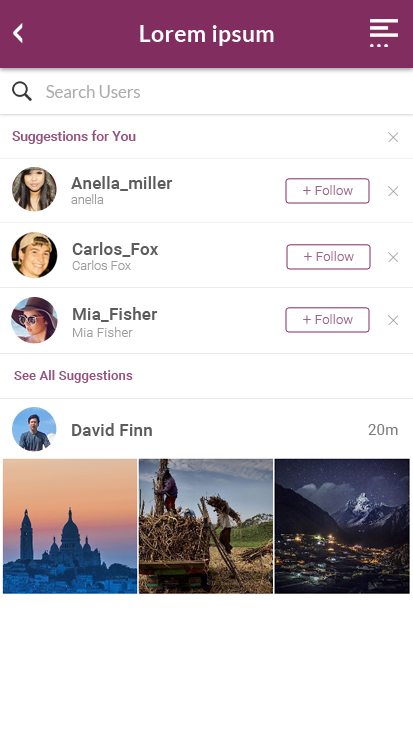 Lorem ipsum
Search Users
Suggestions for You
Anella_miller
anella
+ Follow
Carlos_Fox
Carlos Fox
+ Follow
Mia_Fisher
Mia Fisher
+ Follow
See All Suggestions
David Finn
20m